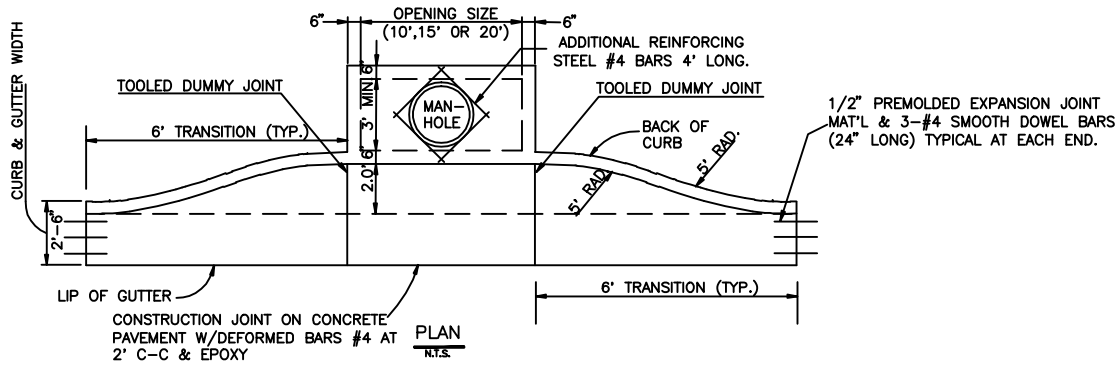 6"
OPENING SIZE
(10',15' OR 20')
6"
ADDITIONAL REINFORCING
STEEL #4 BARS 4' LONG.
TOOLED DUMMY JOINT
TOOLED DUMMY JOINT
CURB & GUTTER WIDTH
6' TRANSITION (TYP.)
6"
3' MIN.
6"
2.0'
MAN-
HOLE
BACK OF
CURB
5' RAD.
5' RAD.
1/2" PREMOLDED EXPANSION JOINT
MAT'L & 3-#4 SMOOTH DOWEL BARS
(24" LONG) TYPICAL AT EACH END.
2'-6"
LIP OF GUTTER
6' TRANSITION (TYP.)
CONSTRUCTION JOINT ON CONCRETE
PAVEMENT W/DEFORMED BARS #4 AT
2' C-C & EPOXY
PLAN
N.T.S.